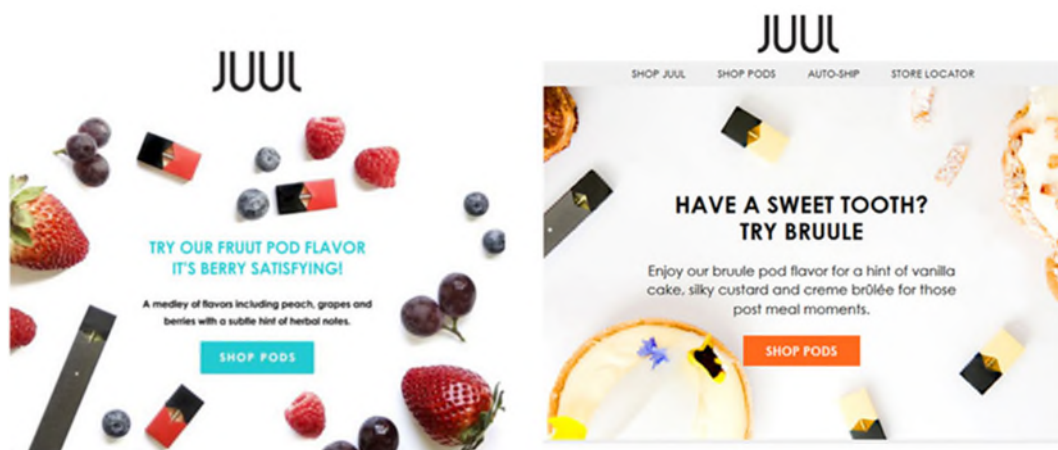 JUUL
TRY OUR FRUUT POD FLAVOR
IT'S BERRY SATISFYING!
A medley of flavors including peach, grapes and
berries with a subtle hint of herbal notes.
SHOP PODS
JUUL
SHOP JUUL SHOP PODS AUTO-SHIP STORE LOCATOR
HAVE A SWEET TOOTH?
TRY BRUULE
Enjoy our bruule pod flavor for a hint of vanilla
cake, silky custard and creme brûlée for those
post meal moments.
SHOP PODS